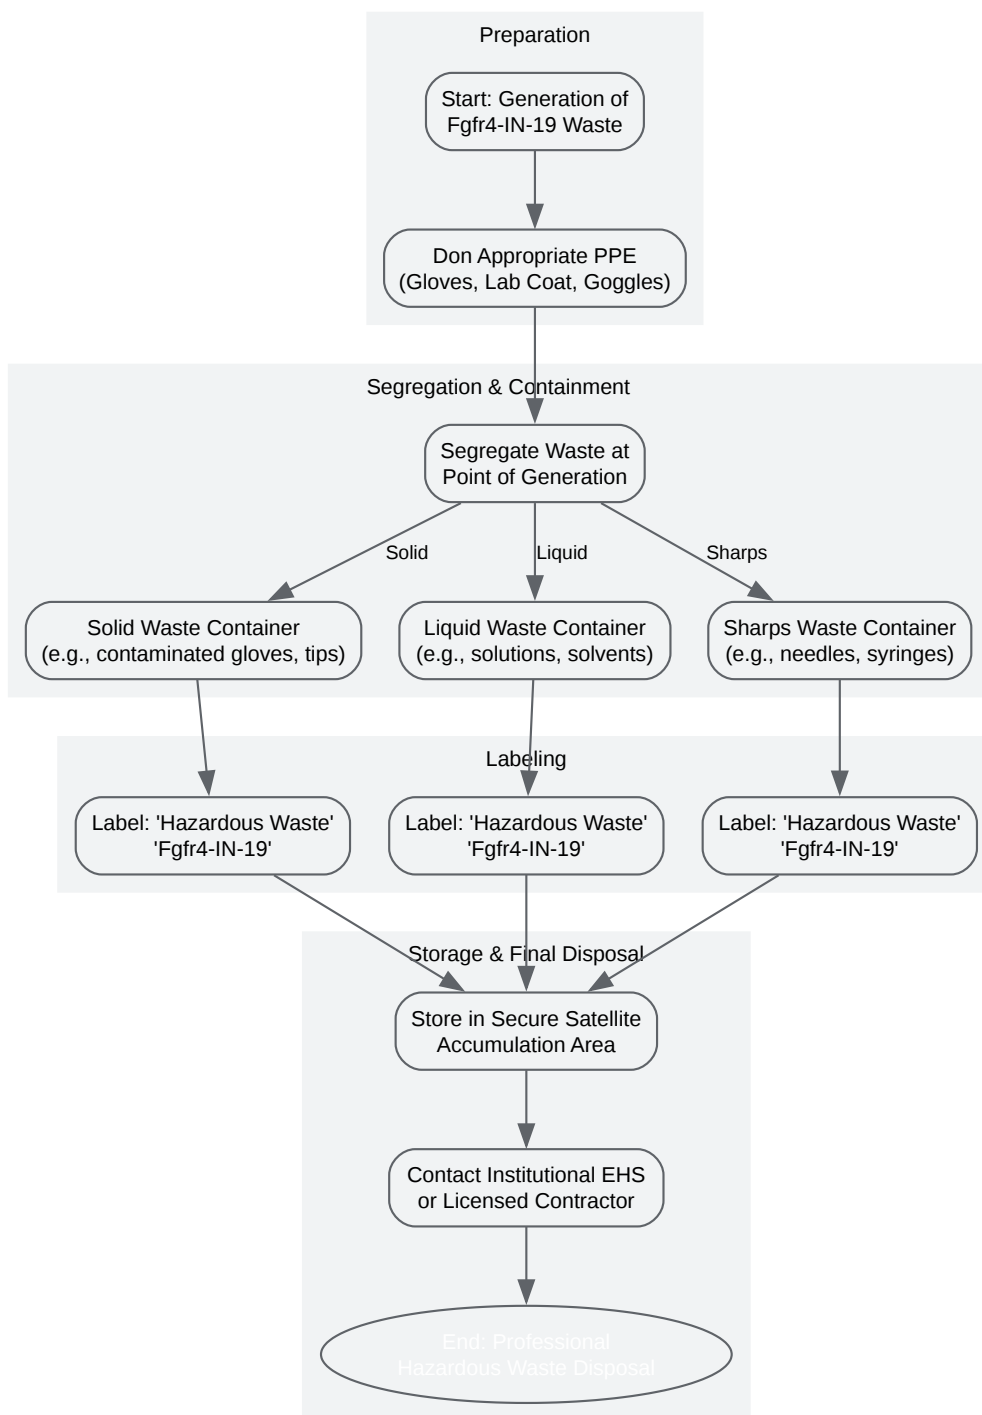 Preparation
Start: Generation of
Fgfr4-IN-19 Waste
Don Appropriate PPE
(Gloves, Lab Coat, Goggles)
Segregation & Containment
Segregate Waste at
Point of Generation
Solid
Liquid
Sharps
Solid Waste Container
(e.g., contaminated gloves, tips)
Liquid Waste Container
(e.g., solutions, solvents)
Sharps Waste Container
(e.g., needles, syringes)
Labeling
Label: 'Hazardous Waste'
'Fgfr4-IN-19'
Label: 'Hazardous Waste'
'Fgfr4-IN-19'
Label: 'Hazardous Waste'
'Fgfr4-IN-19'
Storage & Final Disposal
Store in Secure Satellite
Accumulation Area
Contact Institutional EHS
or Licensed Contractor
End: Professional
Hazardous Waste Disposal